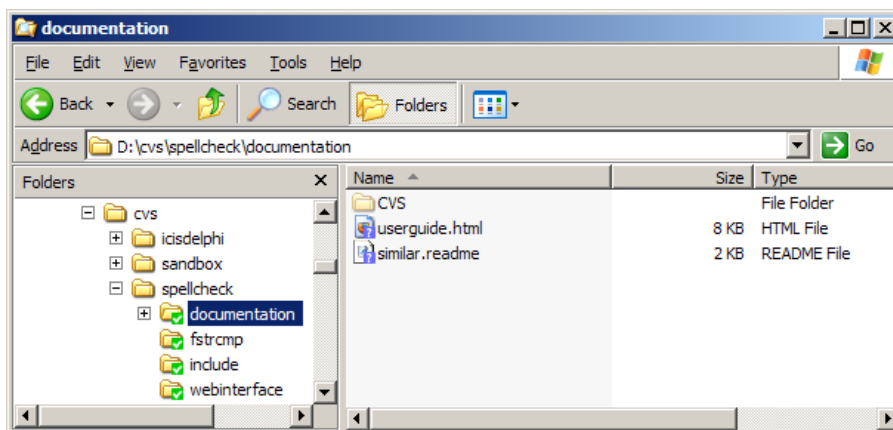 documentation
File Edit View Favorites Tools Help
Back Search Folders
Address D:\cvs\spellcheck\documentation Go
Folders x
cvs
icisdelphi
sandbox
spellcheck
documentation
fstrcmp
include
webinterface
Name Size Type
CVS File Folder
userguide.html 8 KB HTML File
similar.readme 2 KB README File